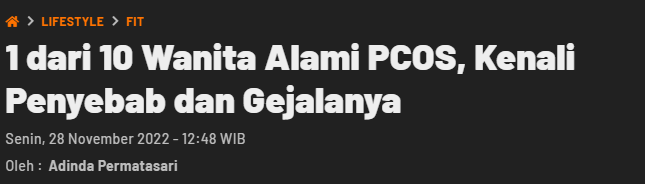 LIFESTYLE > FIT
1 dari 10 Wanita Alami PCOS, Kenali
Penyebab dan Gejalanya
Senin, 28 November 2022 - 12:48 WIB
Oleh : Adinda Permatasari